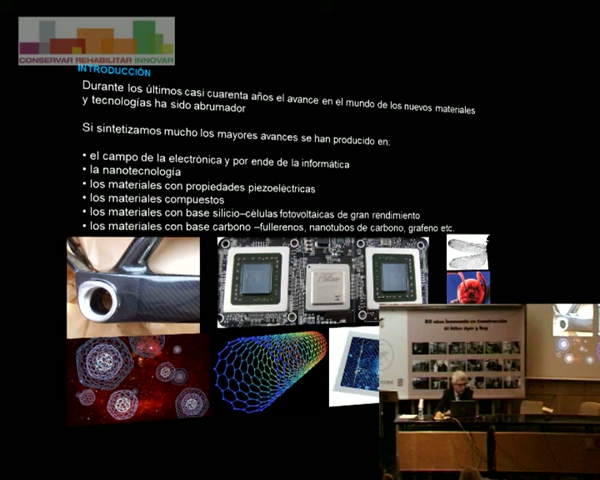 CONSERVAR REHABILITAR INNOVAR
INTRODUCCIÓN
Durante los últimos casi cuarenta años el avance en el mundo de los nuevos materiales
y tecnologías ha sido abrumador
Si sintetizamos mucho los mayores avances se han producido en:
• el campo de la electrónica y por ende de la informática
• la nanotecnología
• los materiales con propiedades piezoeléctricas
• los materiales compuestos
• los materiales con base silicio–células fotovoltaicas de gran rendimiento
• los materiales con base carbono –fullerenos, nanotubos de carbono, grafeno etc.